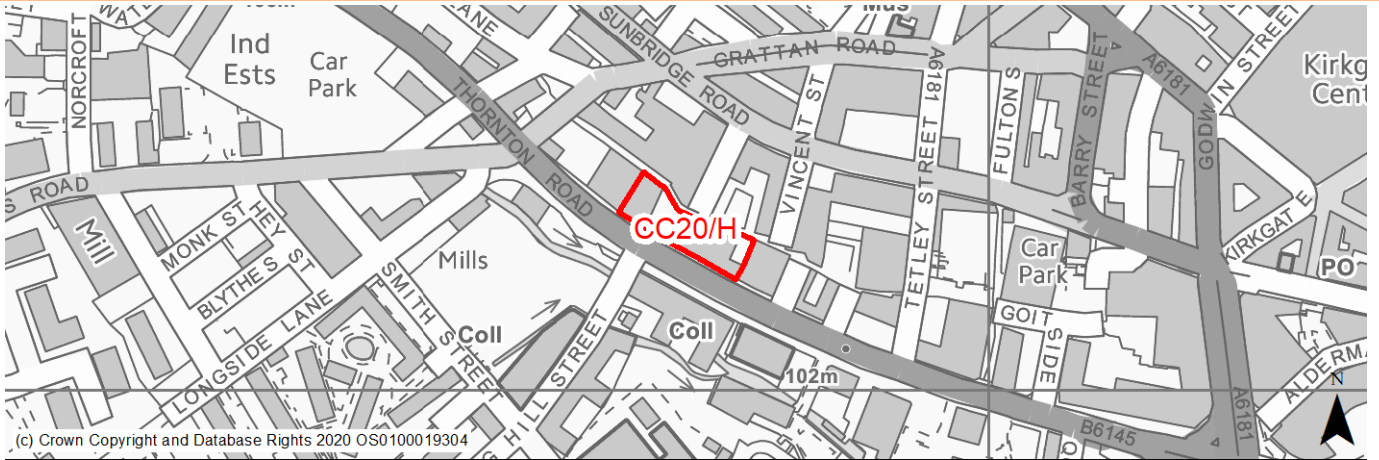 Mus
NORCROFT
LANE
Ind
Ests
Car
Park
SUNBRIDGE ROAD
GRATTAN ROAD
A6181
BARRY STREET
A6181
GODWIN STREET
Kirkg
Cent
THORNTON ROAD
VINCENT ST
FULTON S
S ROAD
Mill
MONK ST
HEY ST
BLYTHE S
LONGSIDE LANE
SMITH STREET
Mills
CC20/H
TETLEY STREET
Car
Park
KIRKGATE
PO
GOIT SIDE
Coll
Coll
HILL STREET
102m
ALDERMA
N
B6145
A6181
(c) Crown Copyright and Database Rights 2020 OS0100019304